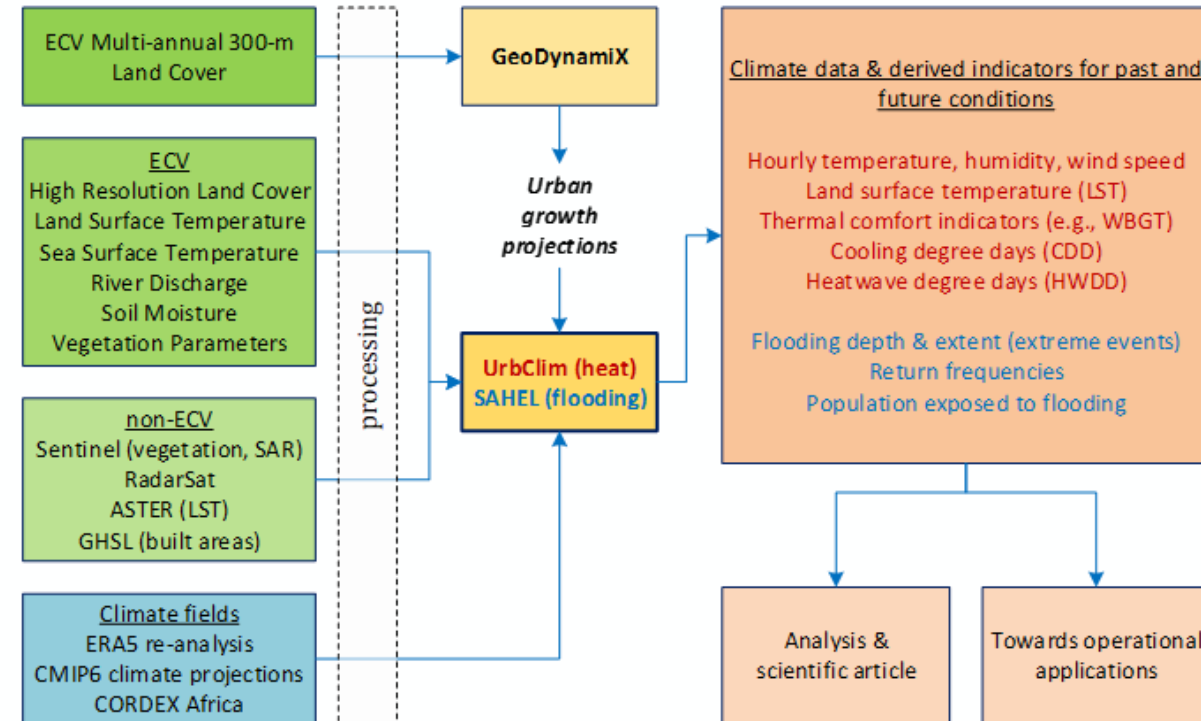 ECV Multi-annual 300-m
Land Cover
ECV
High Resolution Land Cover
Land Surface Temperature
Sea Surface Temperature
River Discharge
Soil Moisture
Vegetation Parameters
non-ECV
Sentinel (vegetation, SAR)
RadarSat
ASTER (LST)
GHSL (built areas)
Climate fields
ERA5 re-analysis
CMIP6 climate projections
CORDEX Africa
processing
GeoDynamiX
Urban
growth
projections
UrbClim (heat)
SAHEL (flooding)
Climate data & derived indicators for past and
future conditions
Hourly temperature, humidity, wind speed
Land surface temperature (LST)
Thermal comfort indicators (e.g., WBGT)
Cooling degree days (CDD)
Heatwave degree days (HWDD)
Flooding depth & extent (extreme events)
Return frequencies
Population exposed to flooding
Analysis &
scientific article
Towards operational
applications